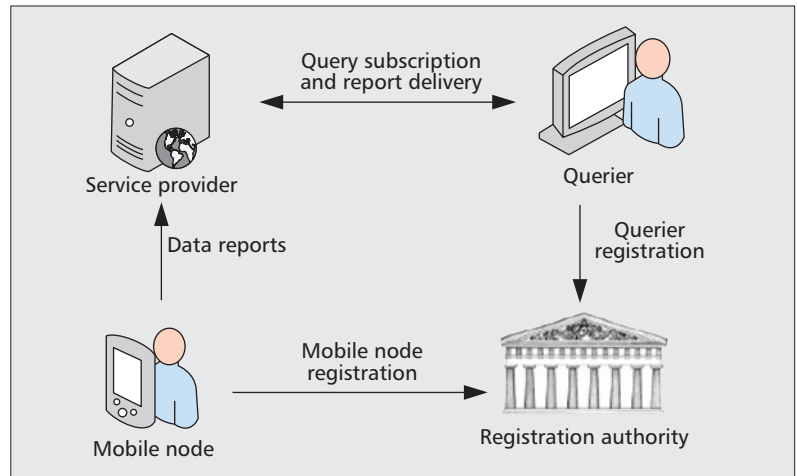 Query subscription
and report delivery
Service provider
Querier
Data reports
Querier
registration
Mobile node
registration
Mobile node
Registration authority